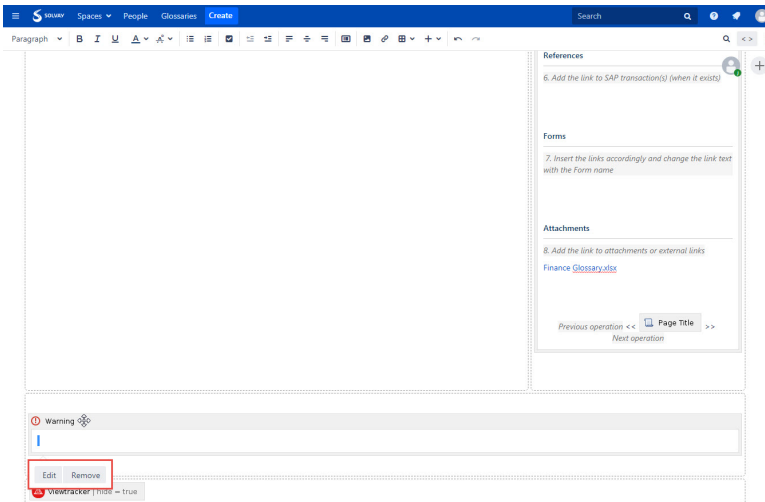 SOLVAY Spaces People Glossaries Create Search
Paragraph B I U A A
References
6. Add the link to SAP transaction(s) (when it exists)
Forms
7. Insert the links accordingly and change the link text
with the Form name
Attachments
8. Add the link to attachments or external links
Finance Glossary.xlsx
Previous operation << Page Title >>
Next operation
Warning
Edit Remove
Viewtracker | hide = true